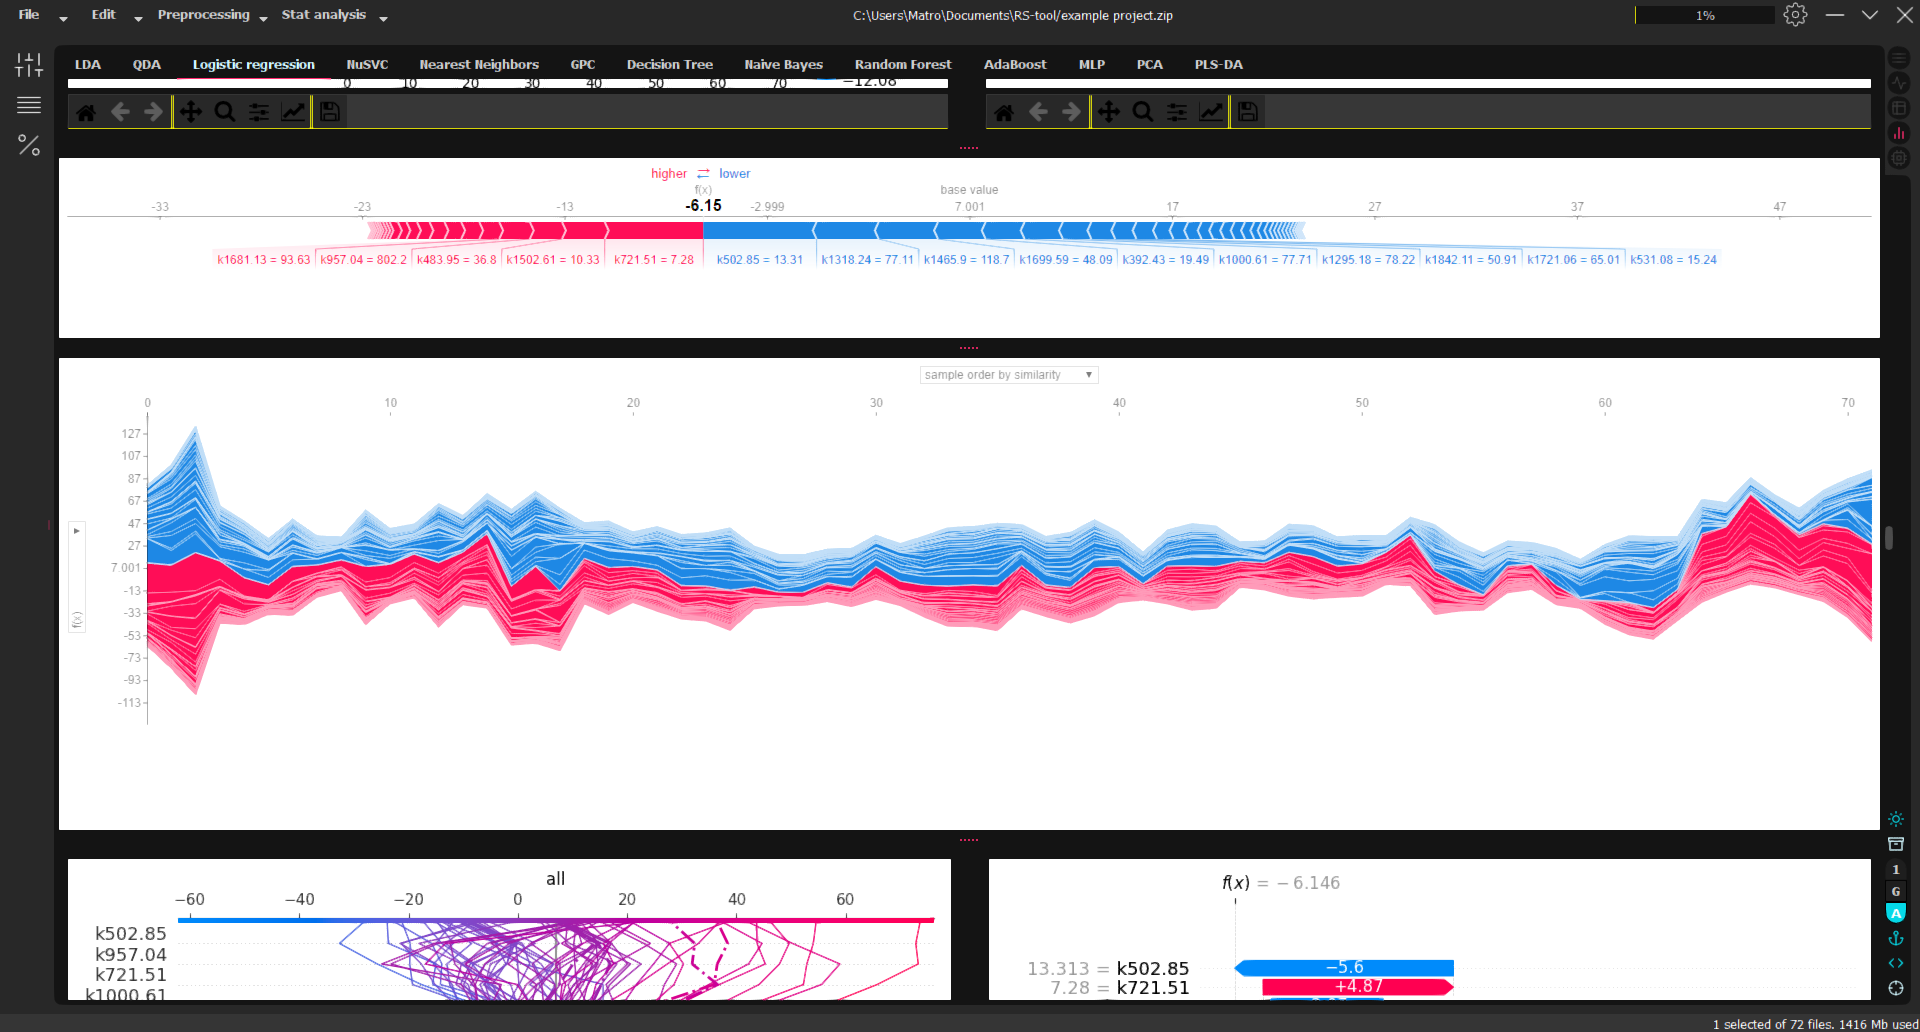 File Edit Preprocessing Stat analysis C:\Users\Matro\Documents\RS-tool/example project.zip 1%
LDA QDA Logistic regression NuSVC Nearest Neighbors GPC Decision Tree Naive Bayes Random Forest AdaBoost MLP PCA PLS-DA
0 10 20 30 40 50 60 70 −12.08
higher ⇄ lower
f(x) base value
-33 -23 -13 -6.15 -2.999 7.001 17 27 37 47
k1681.13 = 93.63 k957.04 = 802.2 k483.95 = 36.8 k1502.61 = 10.33 k721.51 = 7.28 k502.85 = 13.31 k1318.24 = 77.11 k1465.9 = 118.7 k1699.59 = 48.09 k392.43 = 19.49 k1000.61 = 77.71 k1295.18 = 78.22 k1842.11 = 50.91 k1721.06 = 65.01 k531.08 = 15.24
sample order by similarity ▼
0 10 20 30 40 50 60 70
127
107
87
67
47
27
7.001
-13
-33
-53
-73
-93
-113
f(x)
all
−60 −40 −20 0 20 40 60
k502.85
k957.04
k721.51
k1000.61
f(x) = −6.146
13.313 = k502.85 −5.6
7.28 = k721.51 +4.87
1
G
A
1 selected of 72 files. 1416 Mb used